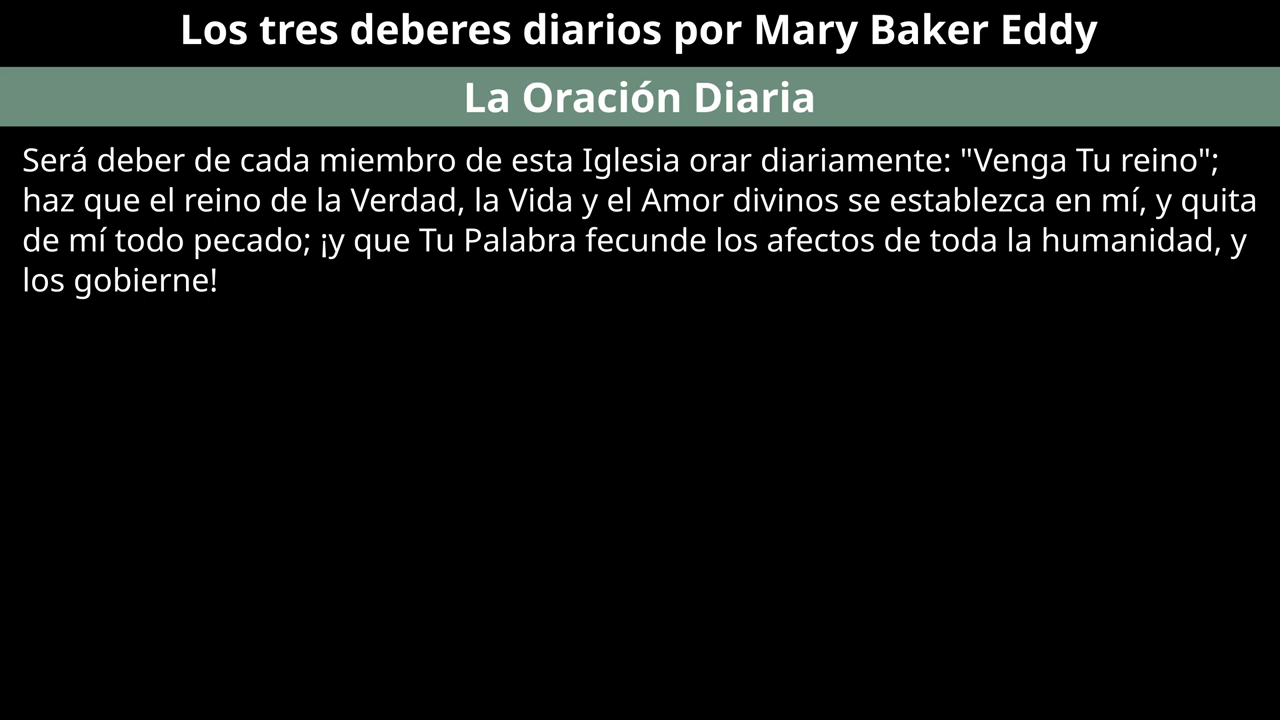 Los tres deberes diarios por Mary Baker Eddy
La Oración Diaria
Será deber de cada miembro de esta Iglesia orar diariamente: "Venga Tu reino";
haz que el reino de la Verdad, la Vida y el Amor divinos se establezca en mí, y quita
de mí todo pecado; ¡y que Tu Palabra fecunde los afectos de toda la humanidad, y
los gobierne!